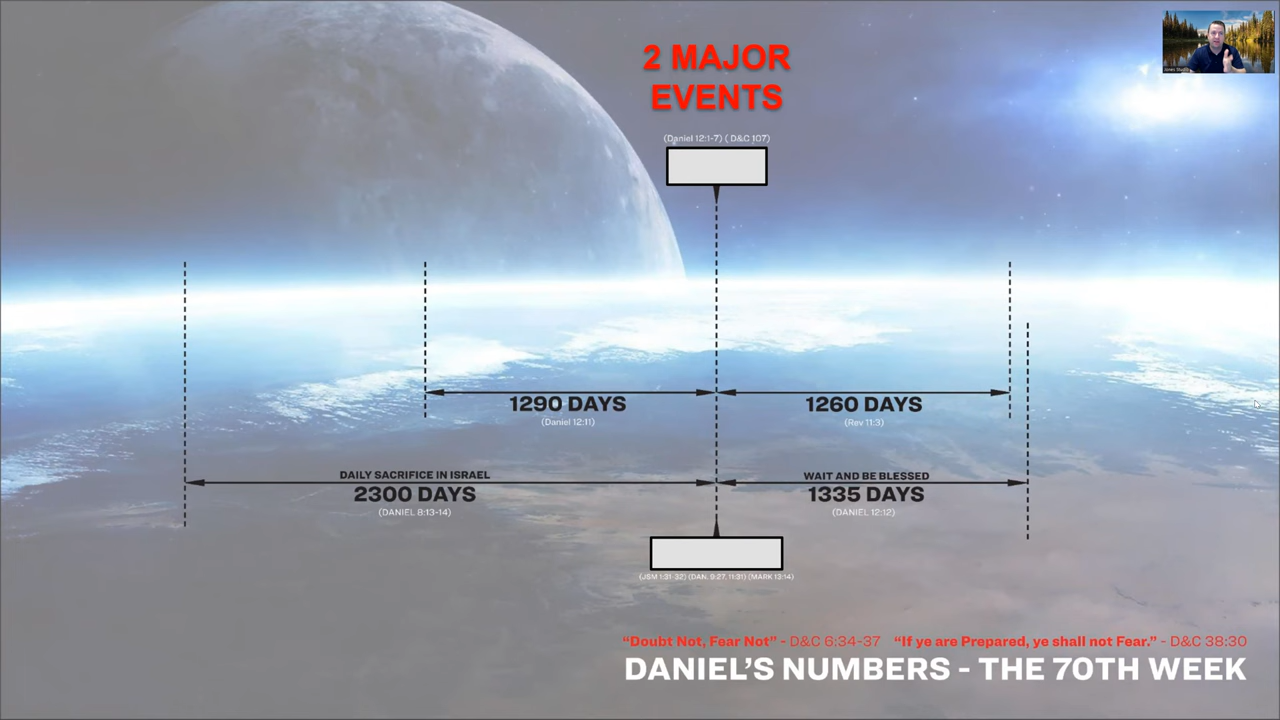 2 MAJOR
EVENTS
(Daniel 12:1-7) ( D&C 107)
1290 DAYS
(Daniel 12:11)
1260 DAYS
(Rev 11:3)
DAILY SACRIFICE IN ISRAEL
2300 DAYS
(DANIEL 8:13-14)
WAIT AND BE BLESSED
1335 DAYS
(DANIEL 12:12)
(JSM 1:31-32) (DAN. 9:27, 11:31) (MARK 13:14)
“Doubt Not, Fear Not” - D&C 6:34-37 “If ye are Prepared, ye shall not Fear.” - D&C 38:30
DANIEL'S NUMBERS - THE 70TH WEEK